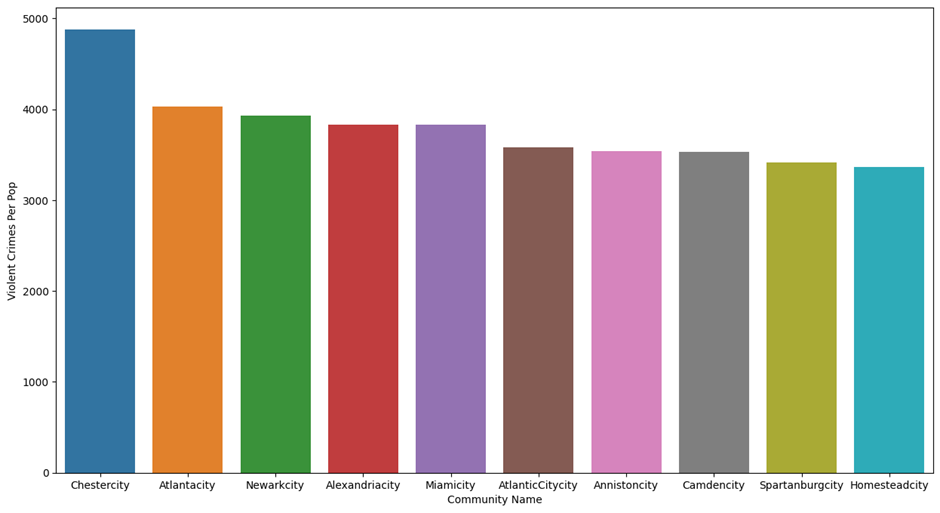 5000
4000
3000
2000
1000
0
Violent Crimes Per Pop
Chestercity Atlantacity Newarkcity Alexandriacity Miamicity AtlanticCitycity Annistoncity Camdencity Spartanburgcity Homesteadcity
Community Name